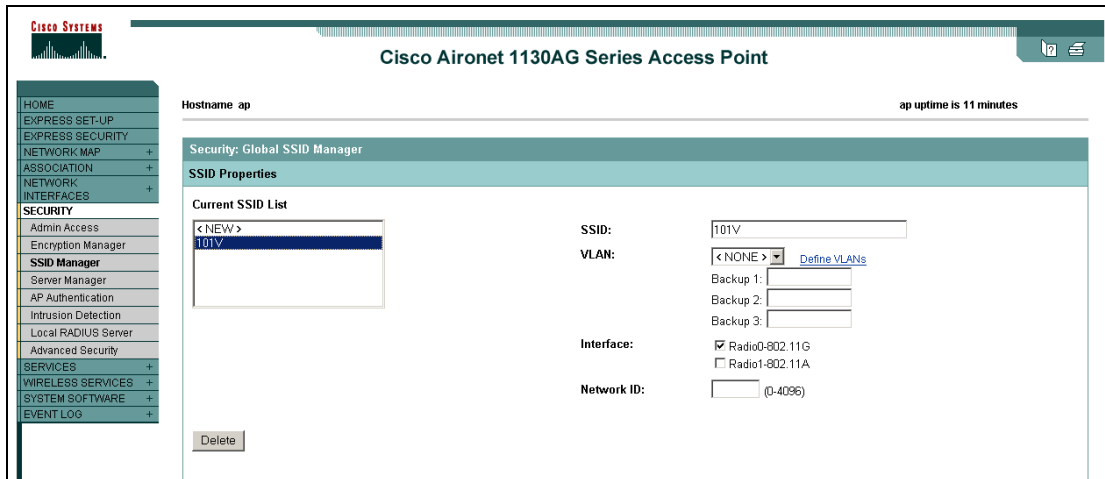 CISCO SYSTEMS
Cisco Aironet 1130AG Series Access Point
HOME
EXPRESS SET-UP
EXPRESS SECURITY
NETWORK MAP +
ASSOCIATION +
NETWORK INTERFACES +
SECURITY
Admin Access
Encryption Manager
SSID Manager
Server Manager
AP Authentication
Intrusion Detection
Local RADIUS Server
Advanced Security
SERVICES +
WIRELESS SERVICES +
SYSTEM SOFTWARE +
EVENT LOG +
Hostname ap
ap uptime is 11 minutes
Security: Global SSID Manager
SSID Properties
Current SSID List
< NEW >
101V
SSID: 101V
VLAN: < NONE > Define VLANs
Backup 1:
Backup 2:
Backup 3:
Interface: Radio0-802.11G
Radio1-802.11A
Network ID: (0-4096)
Delete